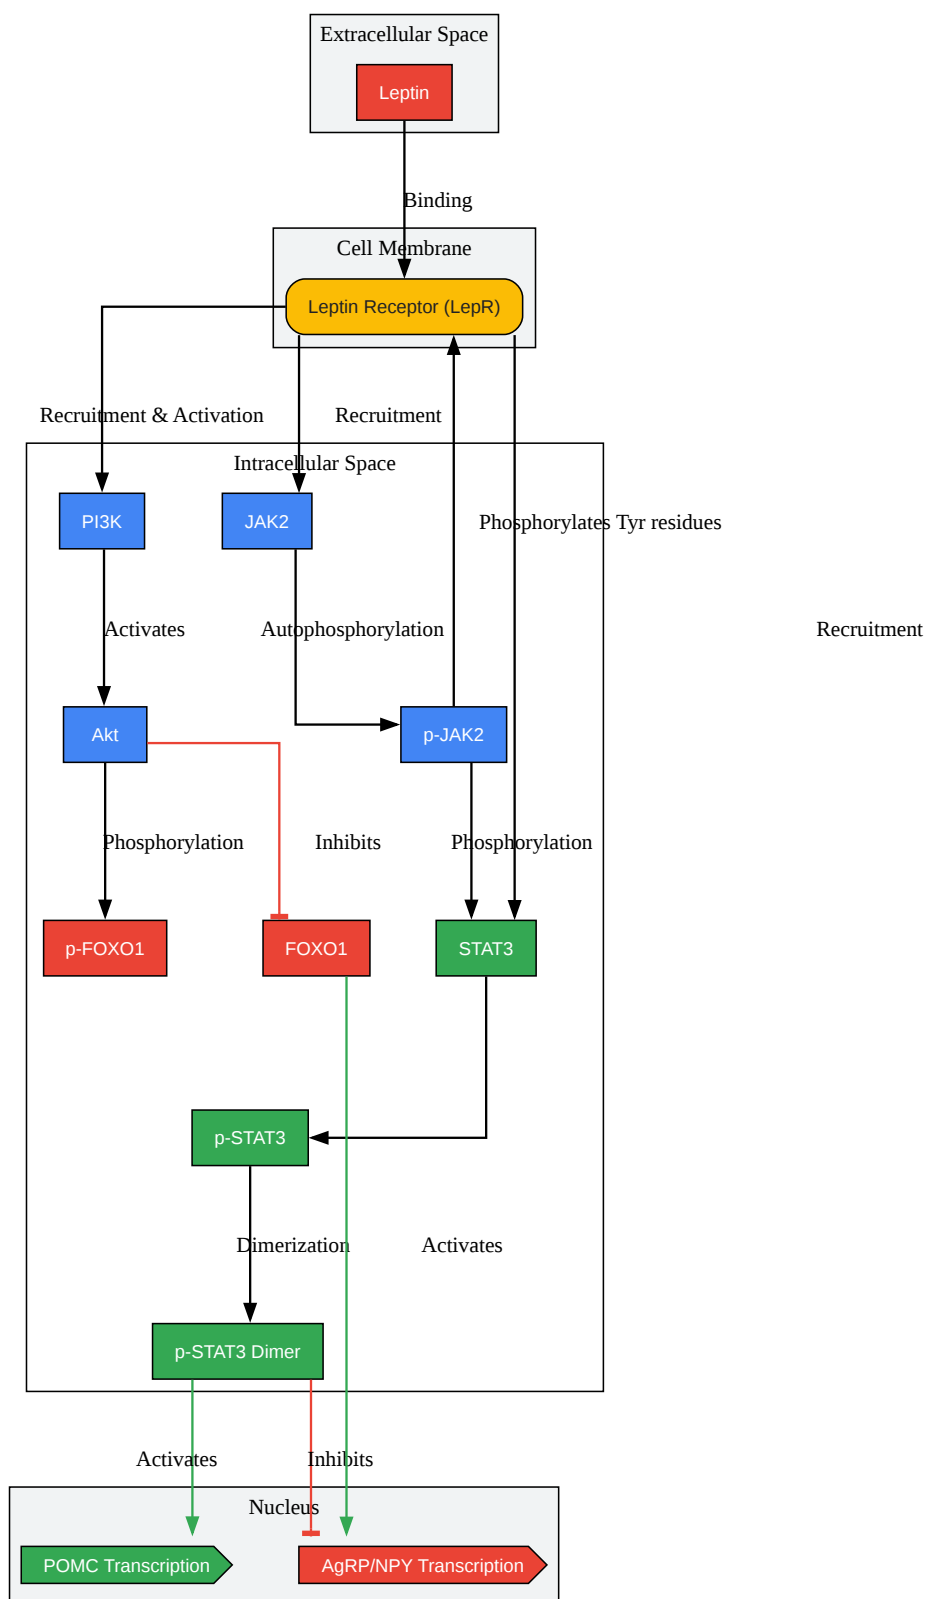 Extracellular Space
Leptin
Binding
Cell Membrane
Leptin Receptor (LepR)
Recruitment & Activation
Recruitment
Intracellular Space
PI3K
JAK2
Phosphorylates Tyr residues
Activates
Autophosphorylation
Recruitment
Akt
p-JAK2
Phosphorylation
Inhibits
Phosphorylation
p-FOXO1
FOXO1
STAT3
p-STAT3
Dimerization
Activates
p-STAT3 Dimer
Activates
Inhibits
Nucleus
POMC Transcription
AgRP/NPY Transcription